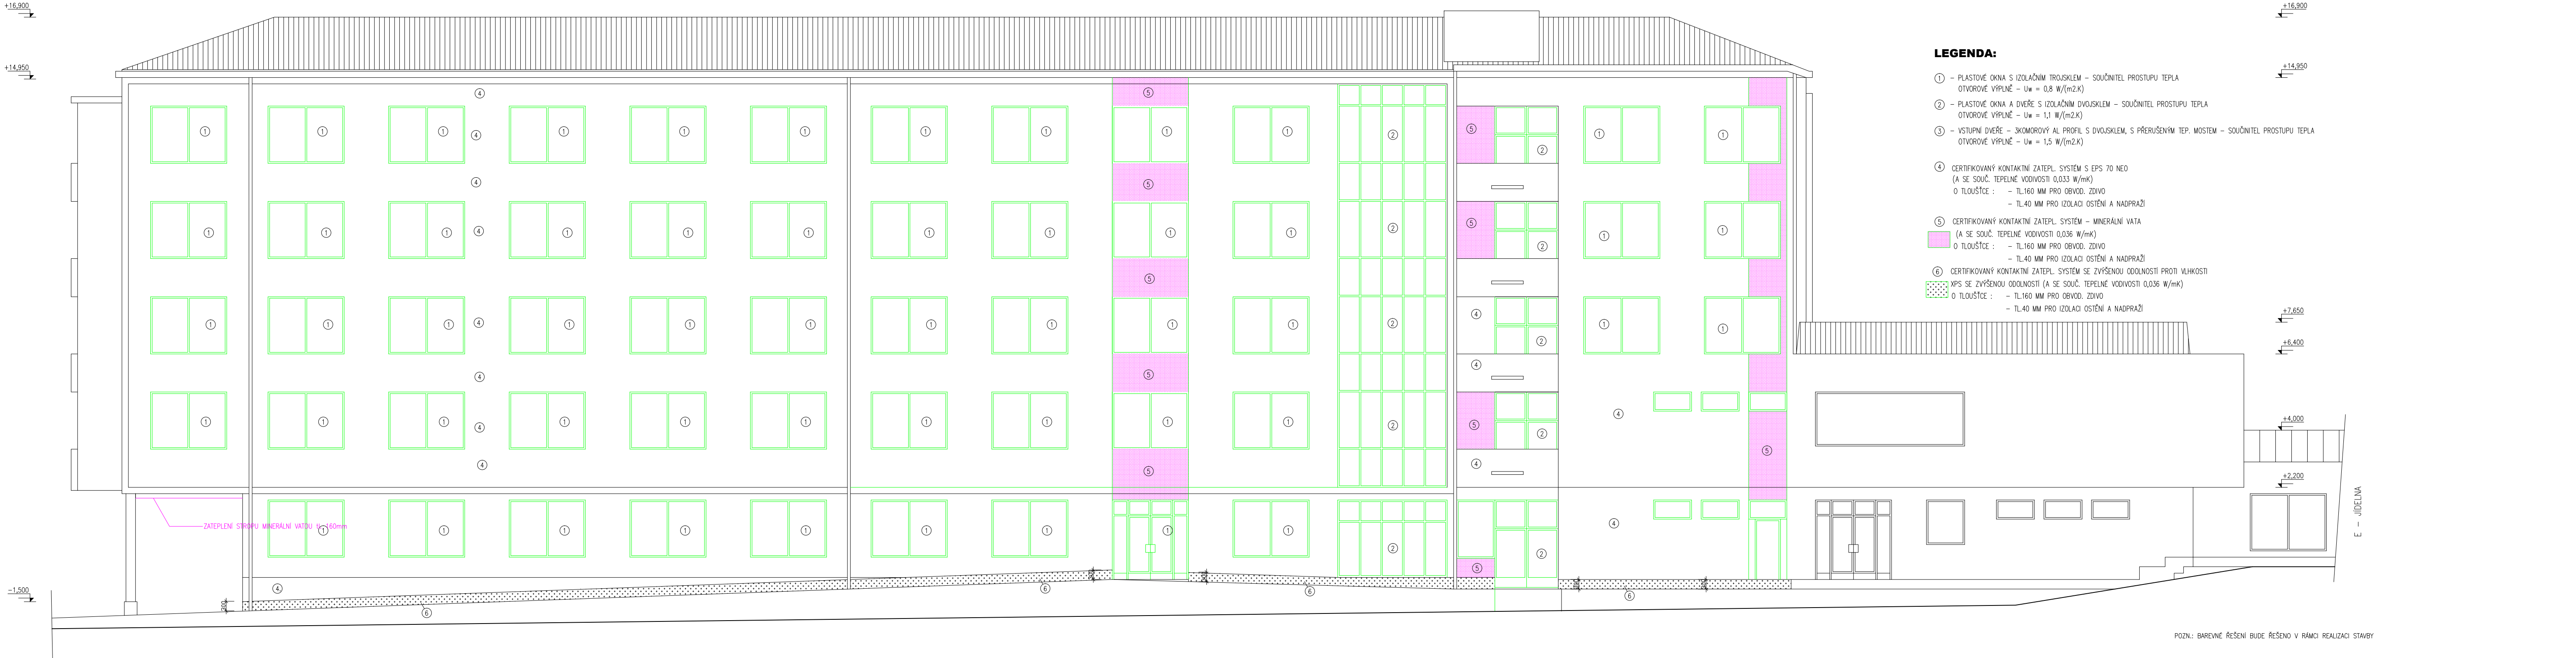 +16,900
+14,950
-1,500
+16,900
+14,950
+7,650
+6,400
+4,000
+2,200
LEGENDA:
1 - PLASTOVÉ OKNA S IZOLAČNÍM TROJSKLEM - SOUČINITEL PROSTUPU TEPLA
OTVOROVÉ VÝPLNĚ - Uw = 0,8 W/(m2.K)
2 - PLASTOVÉ OKNA A DVEŘE S IZOLAČNÍM DVOJSKLEM - SOUČINITEL PROSTUPU TEPLA
OTVOROVÉ VÝPLNĚ - Uw = 1,1 W/(m2.K)
3 - VSTUPNÍ DVEŘE - 3KOMOROVÝ AL PROFIL S DVOJSKLEM, S PŘERUŠENÝM TEP. MOSTEM - SOUČINITEL PROSTUPU TEPLA
OTVOROVÉ VÝPLNĚ - Uw = 1,5 W/(m2.K)
4 CERTIFIKOVANÝ KONTAKTNÍ ZATEPL. SYSTÉM S EPS 70 NEO
(A SE SOUČ. TEPELNÉ VODIVOSTI 0,033 W/mK)
O TLOUŠŤCE : - TL.160 MM PRO OBVOD. ZDIVO
- TL.40 MM PRO IZOLACI OSTĚNÍ A NADPRAŽÍ
5 CERTIFIKOVANÝ KONTAKTNÍ ZATEPL. SYSTÉM - MINERÁLNÍ VATA
(A SE SOUČ. TEPELNÉ VODIVOSTI 0,036 W/mK)
O TLOUŠŤCE : - TL.160 MM PRO OBVOD. ZDIVO
- TL.40 MM PRO IZOLACI OSTĚNÍ A NADPRAŽÍ
6 CERTIFIKOVANÝ KONTAKTNÍ ZATEPL. SYSTÉM SE ZVÝŠENOU ODOLNOSTÍ PROTI VLHKOSTI
XPS SE ZVÝŠENOU ODOLNOSTÍ (A SE SOUČ. TEPELNÉ VODIVOSTI 0,036 W/mK)
O TLOUŠŤCE : - TL.160 MM PRO OBVOD. ZDIVO
- TL.40 MM PRO IZOLACI OSTĚNÍ A NADPRAŽÍ
ZATEPLENÍ STROPU MINERÁLNÍ VATOU tl. 160mm
E - JÍDELNA
POZN.: BAREVNÉ ŘEŠENÍ BUDE ŘEŠENO V RÁMCI REALIZACI STAVBY